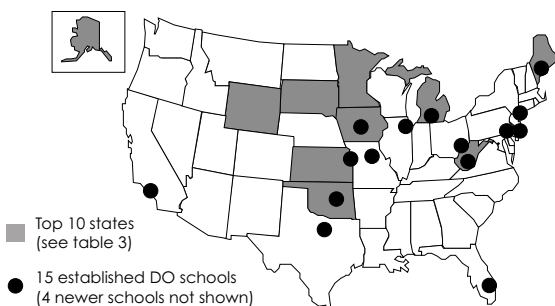 Top 10 states
(see table 3)
15 established DO schools
(4 newer schools not shown)